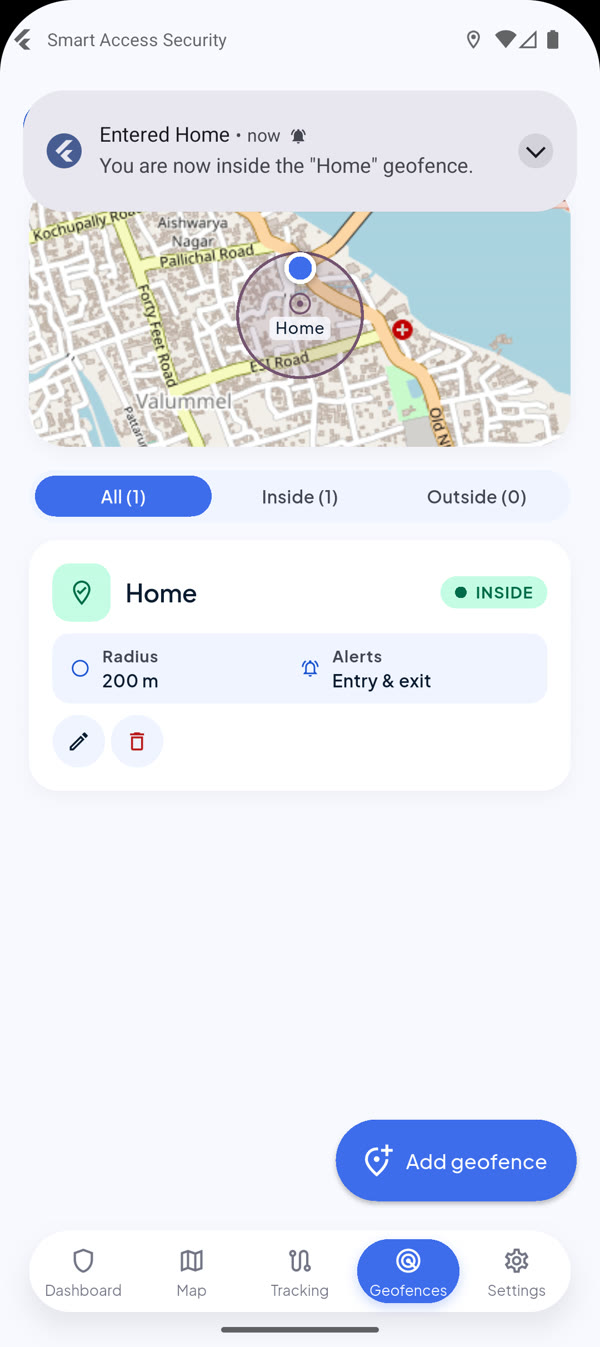 Smart Access Security
Entered Home • now
You are now inside the "Home" geofence.
Kochupally Road
Aishwarya
Nagar
Pallichal Road
Forty Feet Road
Home
ESI Road
Valummel
Old N
All (1)
Inside (1)
Outside (0)
Home
INSIDE
Radius
200 m
Alerts
Entry & exit
Add geofence
Dashboard
Map
Tracking
Geofences
Settings